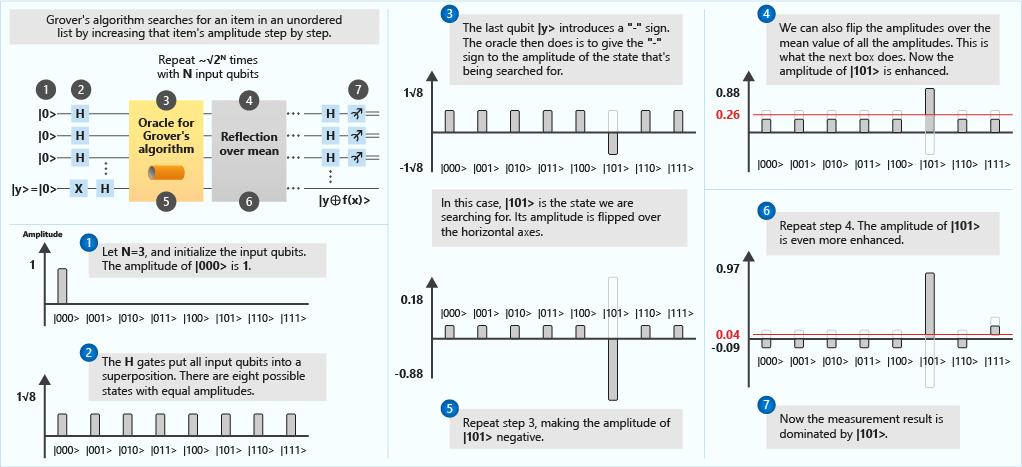 Grover's algorithm searches for an item in an unordered
list by increasing that item's amplitude step by step.
Repeat ~√2ᴺ times
with N input qubits
1
2
3
4
7
|0>
H
Oracle for
Grover's
algorithm
Reflection
over mean
...
H
|0>
H
...
H
|0>
H
...
H
|y>=|0>
X
H
...
5
6
|y⊕f(x)>
Amplitude
1
Let N=3, and initialize the input qubits.
The amplitude of |000> is 1.
1
|000> |001> |010> |011> |100> |101> |110> |111>
2
The H gates put all input qubits into a
superposition. There are eight possible
states with equal amplitudes.
1√8
|000> |001> |010> |011> |100> |101> |110> |111>
3
The last qubit |y> introduces a "-" sign.
The oracle then does is to give the "-"
sign to the amplitude of the state that's
being searched for.
1√8
-1√8
|000> |001> |010> |011> |100> |101> |110> |111>
In this case, |101> is the state we are
searching for. Its amplitude is flipped over
the horizontal axes.
0.18
|000> |001> |010> |011> |100> |101> |110> |111>
-0.88
5
Repeat step 3, making the amplitude of
|101> negative.
4
We can also flip the amplitudes over the
mean value of all the amplitudes. This is
what the next box does. Now the
amplitude of |101> is enhanced.
0.88
0.26
|000> |001> |010> |011> |100> |101> |110> |111>
6
Repeat step 4. The amplitude of |101>
is even more enhanced.
0.97
0.04
-0.09
|000> |001> |010> |011> |100> |101> |110> |111>
7
Now the measurement result is
dominated by |101>.